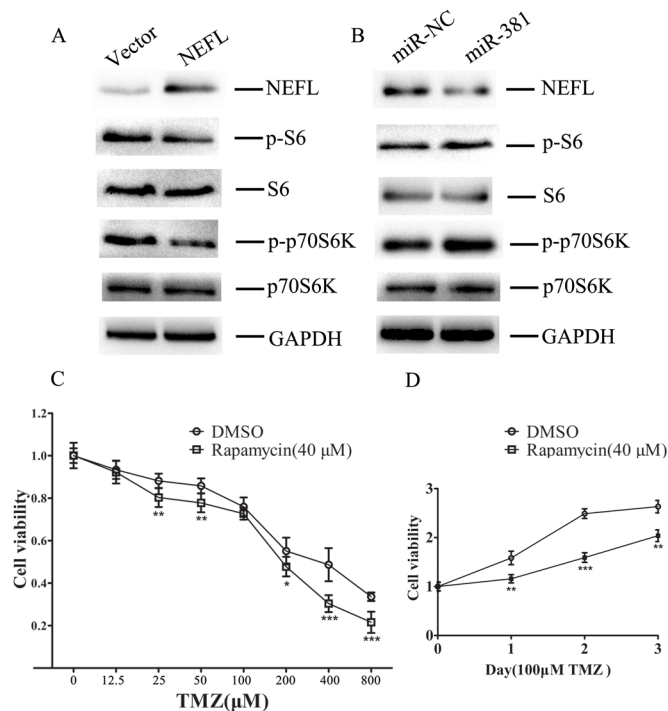 A
Vector
NEFL
NEFL
p-S6
S6
p-p70S6K
p70S6K
GAPDH
B
miR-NC
miR-381
NEFL
p-S6
S6
p-p70S6K
p70S6K
GAPDH
C
DMSO
Rapamycin(40 μM)
Cell viability
1.2
1.0
0.8
0.6
0.4
0.2
** ** * *** ***
0 12.5 25 50 100 200 400 800
TMZ(μM)
D
DMSO
Rapamycin(40 μM)
Cell viability
3
2
1
0
** *** **
0 1 2 3
Day(100μM TMZ )